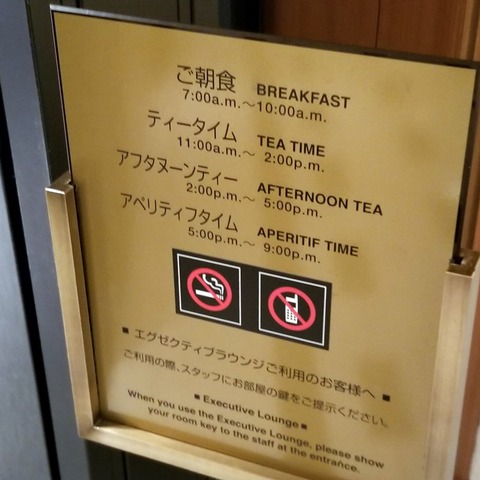 ご朝食 BREAKFAST
7:00a.m.～10:00a.m.
ティータイム TEA TIME
11:00a.m.～ 2:00p.m.
アフタヌーンティー AFTERNOON TEA
2:00p.m.～ 5:00p.m.
アペリティフタイム APERITIF TIME
5:00p.m.～ 9:00p.m.
■ エグゼクティブラウンジご利用のお客様へ ■
ご利用の際、スタッフにお部屋の鍵をご提示ください。
■ Executive Lounge ■
When you use the Executive Lounge, please show
your room key to the staff at the entrance.